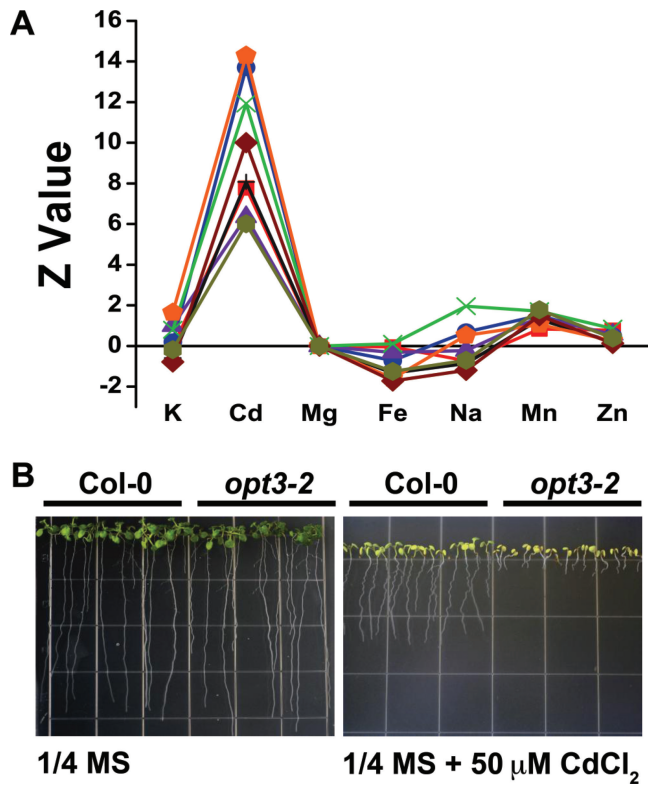 A
16
14
12
10
8
6
4
2
0
-2
Z Value
K Cd Mg Fe Na Mn Zn
B
Col-0 opt3-2 Col-0 opt3-2
1/4 MS 1/4 MS + 50 μM CdCl₂